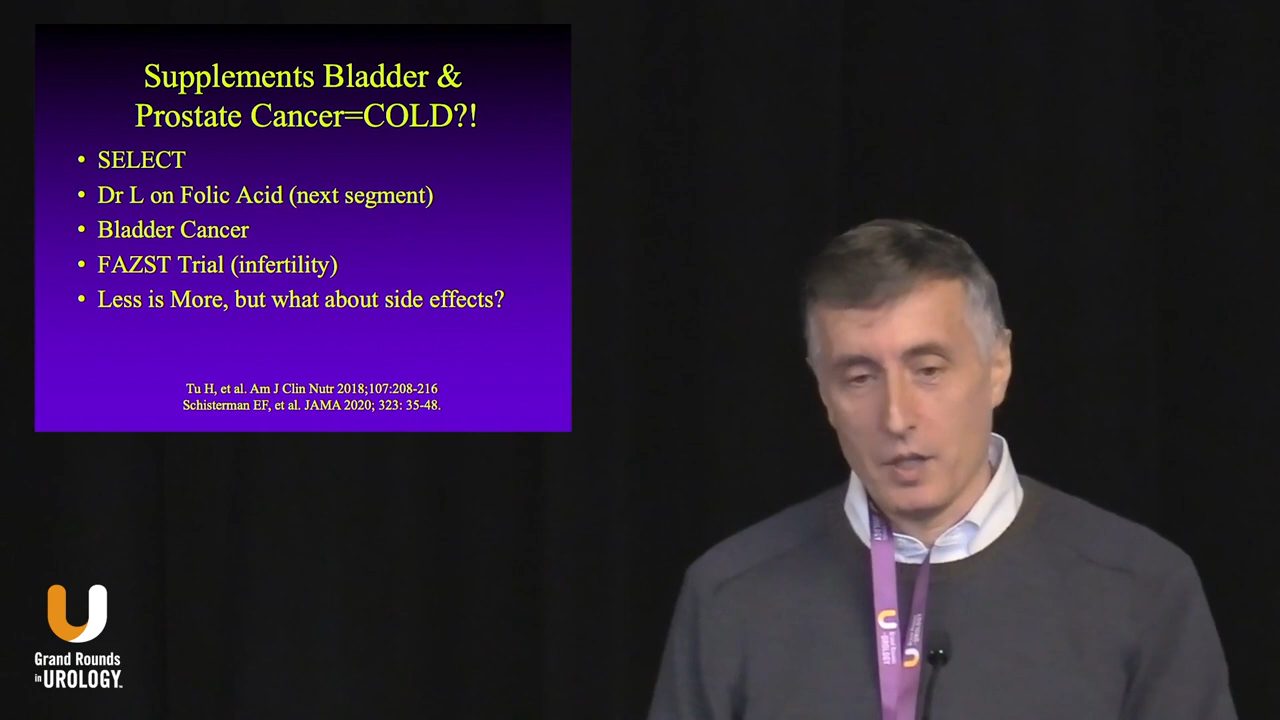 Supplements Bladder &
Prostate Cancer=COLD?!
• SELECT
• Dr L on Folic Acid (next segment)
• Bladder Cancer
• FAZST Trial (infertility)
• Less is More, but what about side effects?
Tu H, et al. Am J Clin Nutr 2018;107:208-216
Schisterman EF, et al. JAMA 2020; 323: 35-48.
Grand Rounds
in UROLOGY™